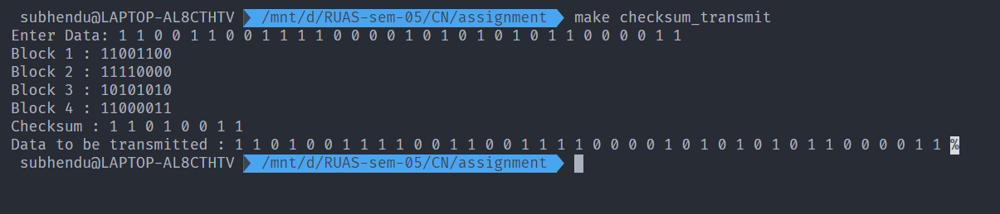 subhendu@LAPTOP-AL8CTHTV /mnt/d/RUAS-sem-05/CN/assignment make checksum_transmit
Enter Data: 1 1 0 0 1 1 0 0 1 1 1 1 0 0 0 0 1 0 1 0 1 0 1 0 1 1 0 0 0 0 1 1
Block 1 : 11001100
Block 2 : 11110000
Block 3 : 10101010
Block 4 : 11000011
Checksum : 1 1 0 1 0 0 1 1
Data to be transmitted : 1 1 0 1 0 0 1 1 1 1 0 0 1 1 0 0 1 1 1 1 0 0 0 0 1 0 1 0 1 0 1 0 1 1 0 0 0 0 1 1 %
subhendu@LAPTOP-AL8CTHTV /mnt/d/RUAS-sem-05/CN/assignment